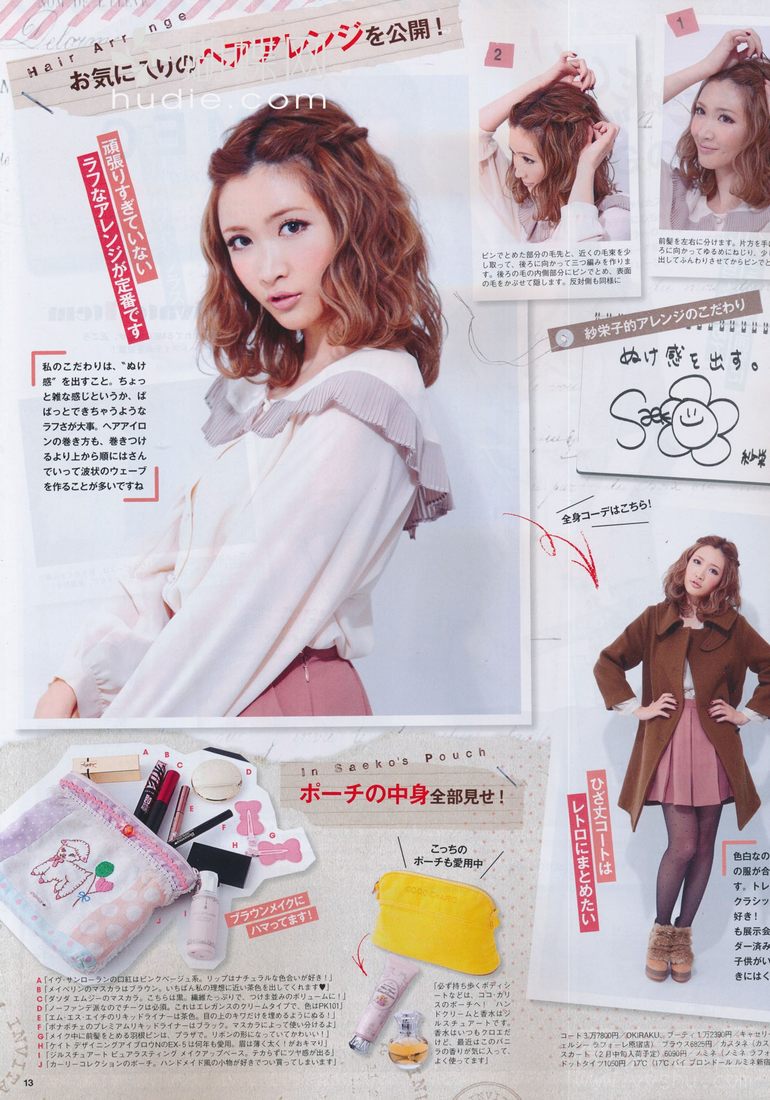 Hair Arrange
お気に入りのヘアアレンジを公開!
hudie.com
頑張りすぎていない
ラフなアレンジが定番です
私のこだわりは、“ぬけ
感”を出すこと。ちょっ
と雑な感じというか、ぱ
ぱっとできちゃうような
ラフさが大事。ヘアアイロ
ンの巻き方も、巻きつけ
るより上から順にはさん
でいって波状のウェーブ
を作ることが多いですね
2
ピンでとめた部分の毛先と、近くの毛束を少
し取って、後ろに向かって三つ編みを作りま
す。後ろの毛の内側部分にピンでとめ、表面
の毛をかぶせて隠します。反対側も同様に
1
前髪を左右に分けます。片方を手に
ろに向かってゆるめにねじり、少し
出してふんわりさせてからピンで
紗栄子的アレンジのこだわり
ぬけ感を出す。
Saeko
紗栄
全身コーデはこちら!
ひざ丈コートは
レトロにまとめたい
色白なの
の服が合
す。トレ
クラシッ
好き!
も展示会
ダー済み
子供がい
きにはく
In Saeko's Pouch
ポーチの中身全部見せ!
A
B
C
D
E
F
G
H
I
J
ブラウンメイクに
ハマってます!
こっちの
ポーチも愛用中
COCO CHARI
A「イヴ・サンローランの口紅はピンクベージュ系。リップはナチュラルな色合いが好き!」
B「メイベリンのマスカラはブラウン。いちばん私の理想に近い茶色を出してくれます♥」
C「ダソダ エムジーのマスカラ。こちらは黒。繊維たっぷりで、つけま並みのボリュームに!」
D「ノーファンデ派なのでチークは必須。これはエレガンスのクリームタイプで、色はPK101」
E「エム・エス・エイチのリキッドライナーは茶色。目の上のキワだけを埋めるようにぬる!」
F「ボナボチェのプレミアムリキッドライナーはブラック。マスカラによって使い分けるよ」
G「メイク中に前髪をとめる羽根ピンは、プラザで。リボンの形になっていてかわいい!」
H「ケイト デザイニングアイブロウNのEX-5は何年も愛用。眉は薄く太く!がおキマリ」
I「ジルスチュアート ピュアラスティング メイクアップベース。テカらずにツヤ感が出る」
J「カーリーコレクションのポーチ。ハンドメイド風の小物が好きでつい買ってしまいます」
「必ず持ち歩くボディシ
ートなどは、ココ・カリス
のポーチへ! ハン
ドクリームと香水はジ
ルスチュアートです。
香水はいつもクロエだ
けど、最近はこのバニ
ラの香りが気に入って、
よく使ってます」
コート3万7800円/OKIRAKU、ブーティ1万2390円/キャセリー
エルシー ラフォーレ原宿店) ブラウス6825円/カスタネ(カス
スカート(2月中旬入荷予定)6090円/ノミネ(ノミネ ラフォ
ドットタイツ1050円/17℃(17℃ バイ ブロンドール ルミネ新宿
13